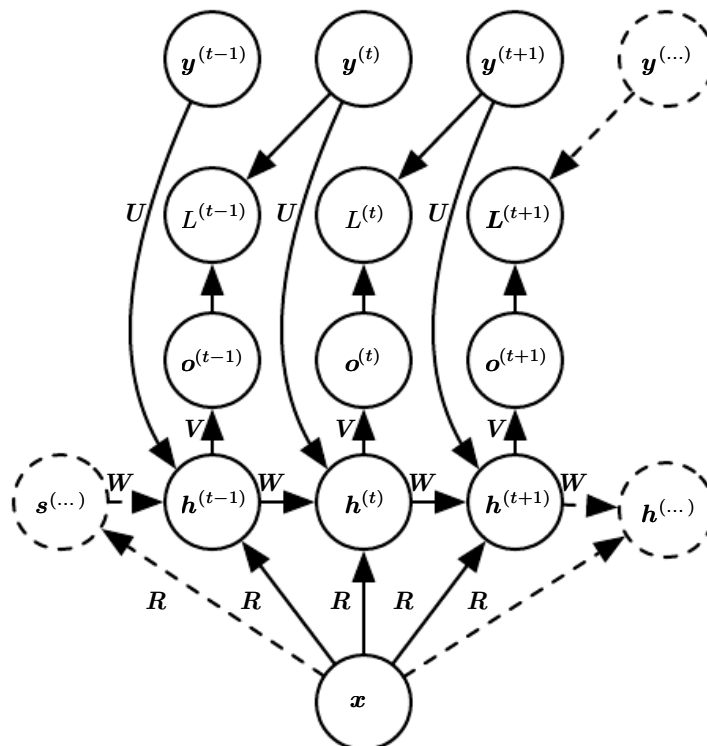 y^(t−1) y^(t) y^(t+1) y^(...)
U L^(t−1) U L^(t) U L^(t+1)
o^(t−1) o^(t) o^(t+1)
V V V
s^(...) W h^(t−1) W h^(t) W h^(t+1) W h^(...)
R R R R R
x